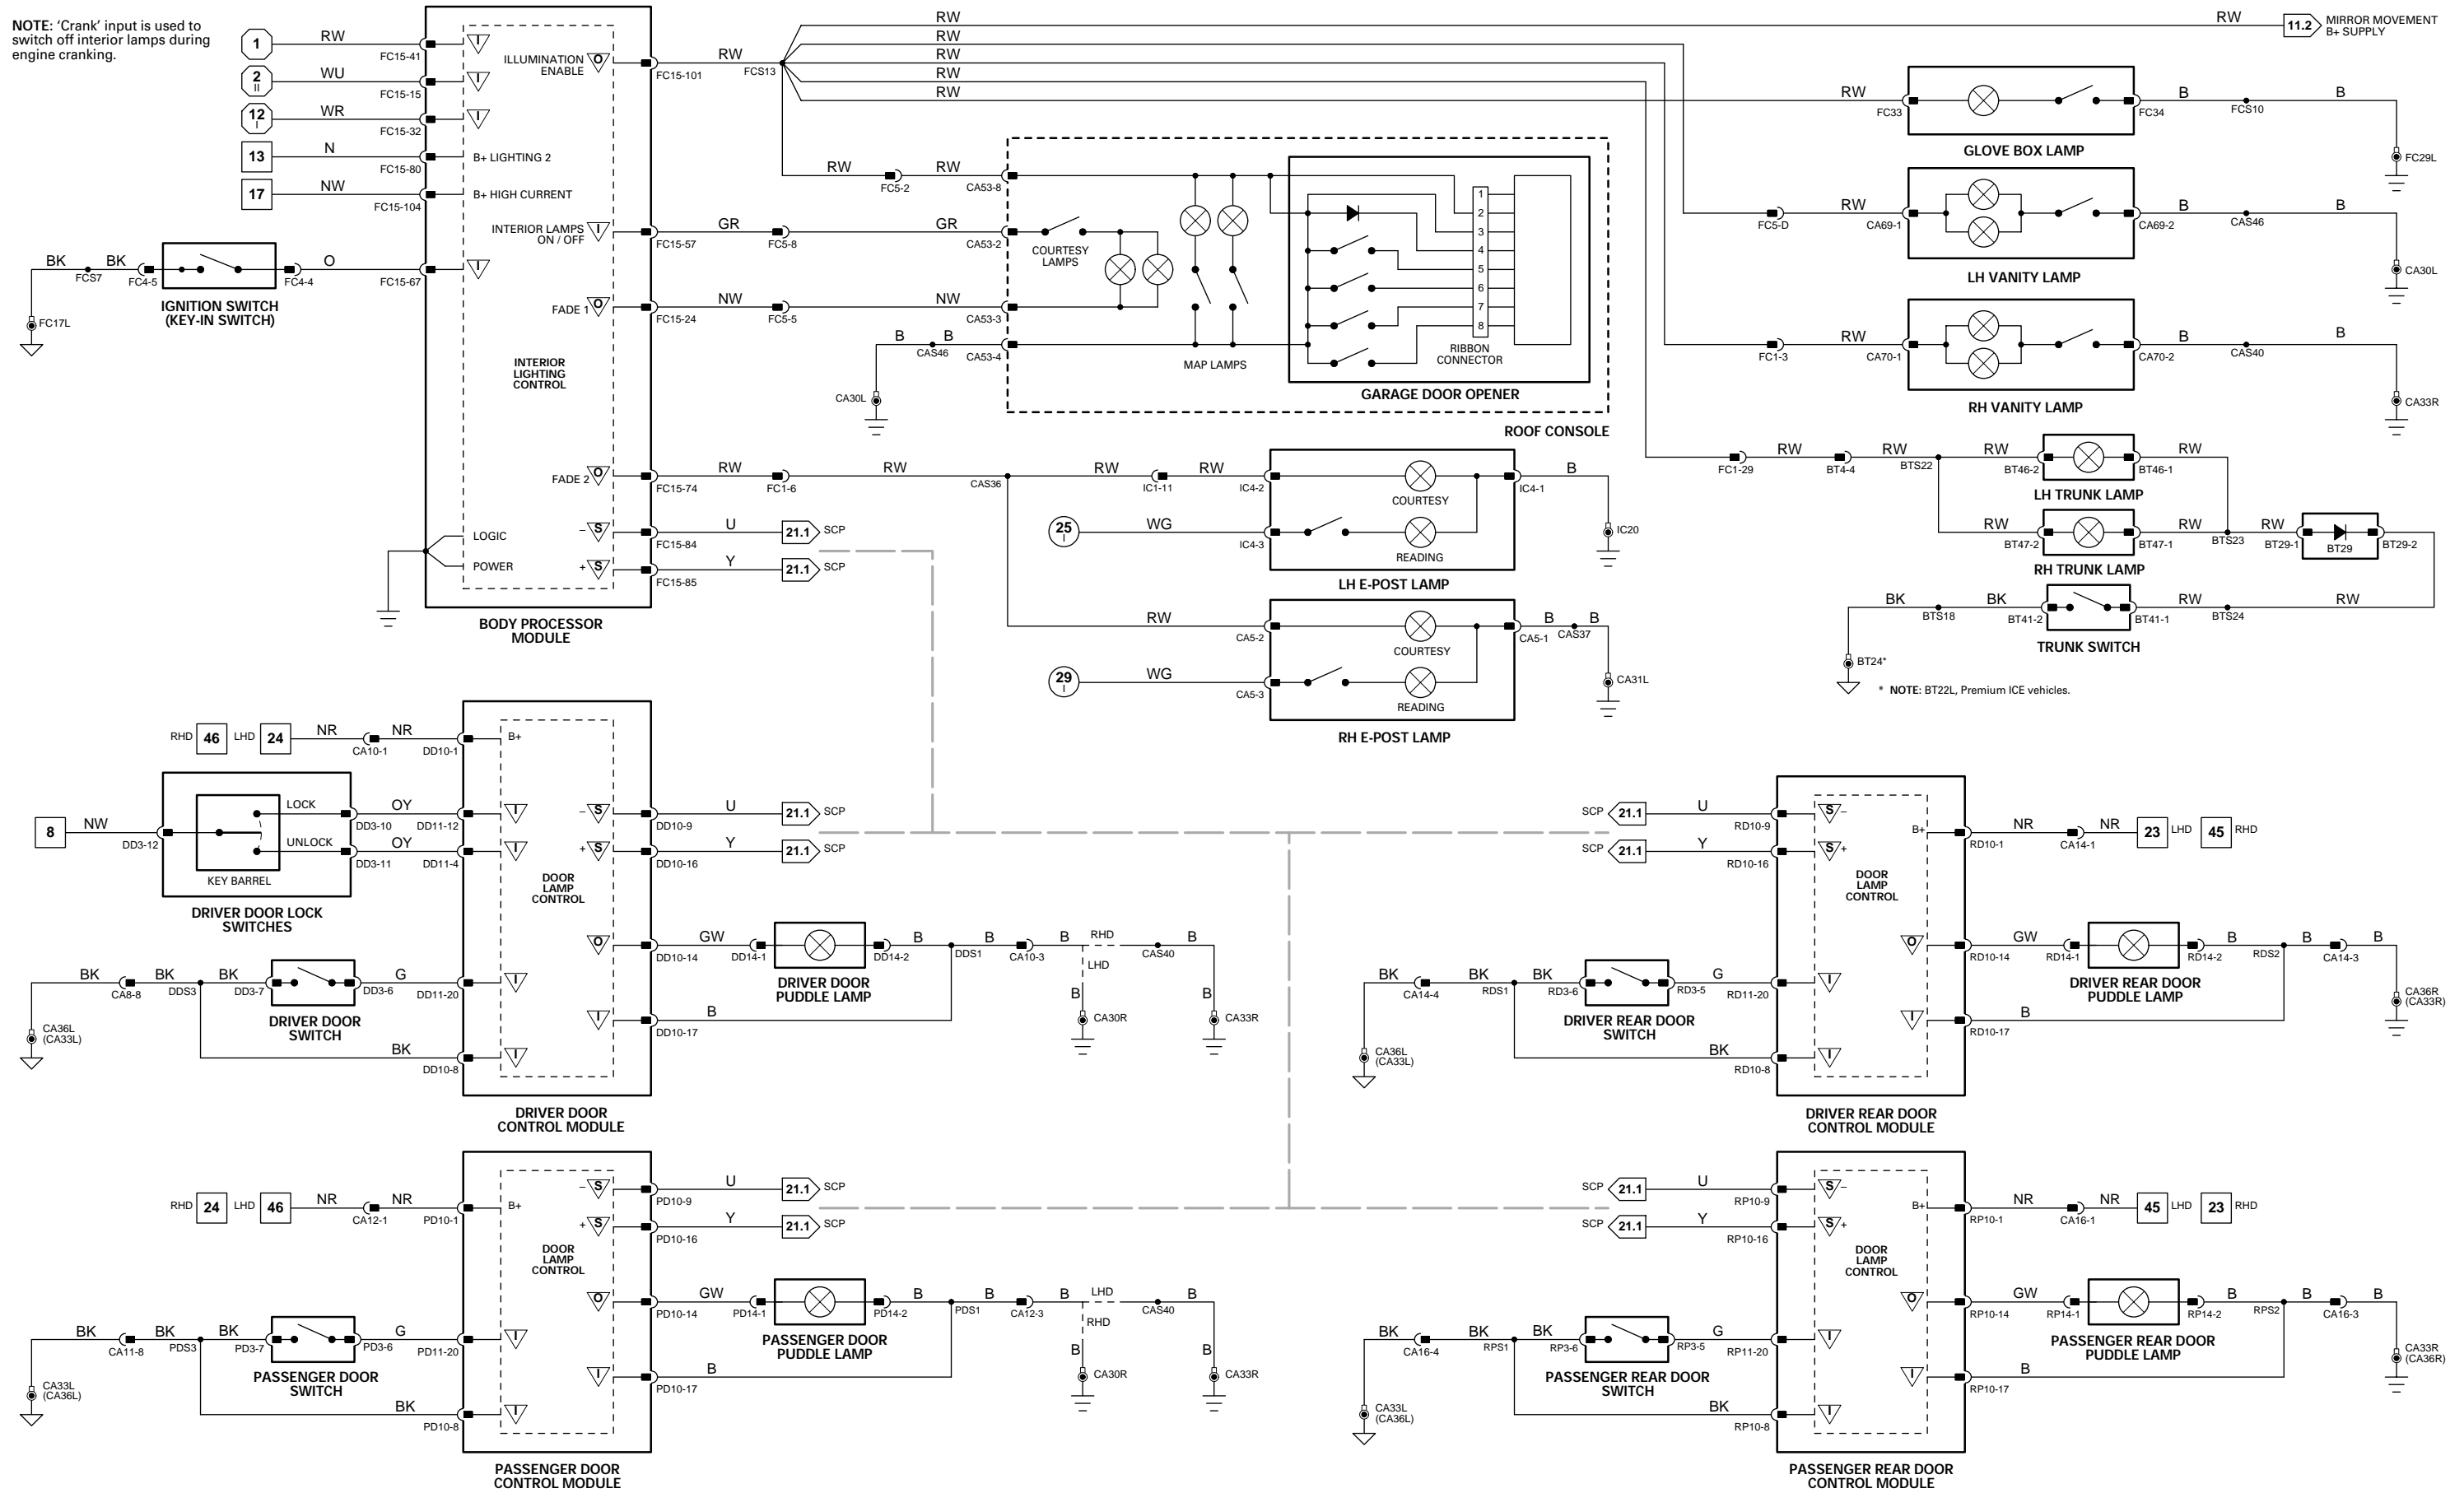 NOTE: ‘Crank’ input is used to
switch off interior lamps during
engine cranking.
1
RW
FC15-41
2
II
WU
FC15-15
12
I
WR
FC15-32
13
N
FC15-80
B+ LIGHTING 2
17
NW
FC15-104
B+ HIGH CURRENT
BK
FCS7
BK
FC4-5
FC4-4
O
FC15-67
IGNITION SWITCH
(KEY-IN SWITCH)
FC17L
I
I
I
I
ILLUMINATION
ENABLE
O
FC15-101
RW
FCS13
INTERIOR LAMPS
ON / OFF
I
FC15-57
GR
FC5-8
GR
CA53-2
FADE 1
O
FC15-24
NW
FC5-5
NW
CA53-3
INTERIOR
LIGHTING
CONTROL
FADE 2
O
FC15-74
RW
FC1-6
RW
CAS36
LOGIC
POWER
–
S
FC15-84
U
21.1
SCP
+
S
FC15-85
Y
21.1
SCP
BODY PROCESSOR
MODULE
RW
RW
RW
RW
RW
RW
11.2
MIRROR MOVEMENT
B+ SUPPLY
RW
FC5-2
RW
CA53-8
B
CAS46
B
CA53-4
CA30L
COURTESY
LAMPS
MAP LAMPS
1
2
3
4
5
6
7
8
RIBBON
CONNECTOR
GARAGE DOOR OPENER
ROOF CONSOLE
RW
FC33
FC34
B
FCS10
B
FC29L
GLOVE BOX LAMP
FC5-D
RW
CA69-1
CA69-2
B
CAS46
B
CA30L
LH VANITY LAMP
FC1-3
RW
CA70-1
CA70-2
B
CAS40
B
CA33R
RH VANITY LAMP
FC1-29
RW
BT4-4
RW
BTS22
RW
BT46-2
BT46-1
RW
LH TRUNK LAMP
RW
BT47-2
BT47-1
RW
BTS23
RW
BT29-1
BT29
BT29-2
RH TRUNK LAMP
BK
BTS18
BK
BT41-2
BT41-1
RW
BTS24
RW
TRUNK SWITCH
BT24*
* NOTE: BT22L, Premium ICE vehicles.
RW
IC1-11
RW
IC4-2
COURTESY
IC4-1
B
IC20
25
I
WG
IC4-3
READING
LH E-POST LAMP
RW
CA5-2
COURTESY
CA5-1
B
CAS37
B
CA31L
29
I
WG
CA5-3
READING
RH E-POST LAMP
RHD
46
LHD
24
NR
CA10-1
NR
DD10-1
B+
8
NW
DD3-12
LOCK
UNLOCK
KEY BARREL
DD3-10
OY
DD11-12
I
DD3-11
OY
DD11-4
I
DRIVER DOOR LOCK
SWITCHES
BK
CA8-8
BK
DDS3
BK
DD3-7
DD3-6
G
DD11-20
I
DRIVER DOOR
SWITCH
CA36L
(CA33L)
BK
DD10-8
I
–
S
DD10-9
U
21.1
SCP
+
S
DD10-16
Y
21.1
SCP
DOOR
LAMP
CONTROL
O
DD10-14
GW
DD14-1
DD14-2
B
DDS1
B
CA10-3
B
RHD
LHD
CAS40
B
DRIVER DOOR
PUDDLE LAMP
I
DD10-17
B
B
CA30R
B
CA33R
DRIVER DOOR
CONTROL MODULE
SCP
21.1
U
RD10-9
S
–
SCP
21.1
Y
RD10-16
S
+
DOOR
LAMP
CONTROL
B+
RD10-1
NR
CA14-1
NR
23
LHD
45
RHD
O
RD10-14
GW
RD14-1
RD14-2
B
RDS2
B
CA14-3
B
DRIVER REAR DOOR
PUDDLE LAMP
CA36R
(CA33R)
I
RD10-17
B
BK
CA14-4
BK
RDS1
BK
RD3-6
RD3-5
G
RD11-20
I
DRIVER REAR DOOR
SWITCH
CA36L
(CA33L)
BK
RD10-8
I
DRIVER REAR DOOR
CONTROL MODULE
RHD
24
LHD
46
NR
CA12-1
NR
PD10-1
B+
–
S
PD10-9
U
21.1
SCP
+
S
PD10-16
Y
21.1
SCP
DOOR
LAMP
CONTROL
O
PD10-14
GW
PD14-1
PD14-2
B
PDS1
B
CA12-3
B
LHD
RHD
CAS40
B
PASSENGER DOOR
PUDDLE LAMP
I
PD10-17
B
B
CA30R
B
CA33R
BK
CA11-8
BK
PDS3
BK
PD3-7
PD3-6
G
PD11-20
I
PASSENGER DOOR
SWITCH
CA33L
(CA36L)
BK
PD10-8
I
PASSENGER DOOR
CONTROL MODULE
SCP
21.1
U
RP10-9
S
–
SCP
21.1
Y
RP10-16
S
+
DOOR
LAMP
CONTROL
B+
RP10-1
NR
CA16-1
NR
45
LHD
23
RHD
O
RP10-14
GW
RP14-1
RP14-2
B
RPS2
B
CA16-3
B
PASSENGER REAR DOOR
PUDDLE LAMP
CA33R
(CA36R)
I
RP10-17
B
BK
CA16-4
BK
RPS1
BK
RP3-6
RP3-5
G
RP11-20
I
PASSENGER REAR DOOR
SWITCH
CA33L
(CA36L)
BK
RP10-8
I
PASSENGER REAR DOOR
CONTROL MODULE